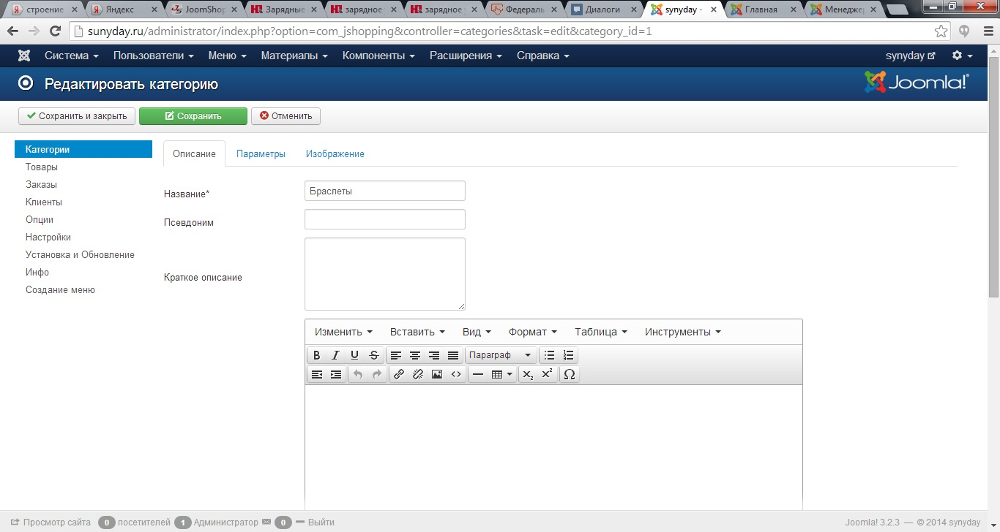 строение
Яндекс
JoomShop
Зарядные
зарядное
зарядное
Федераль
Диалоги
synyday -
Главная
Менеджер
sunyday.ru/administrator/index.php?option=com_jshopping&controller=categories&task=edit&category_id=1
Система Пользователи Меню Материалы Компоненты Расширения Справка synyday
Редактировать категорию Joomla!®
Сохранить и закрыть Сохранить Отменить
Категории
Товары
Заказы
Клиенты
Опции
Настройки
Установка и Обновление
Инфо
Создание меню
Описание Параметры Изображение
Название* Браслеты
Псевдоним
Краткое описание
Изменить Вставить Вид Формат Таблица Инструменты
B I U S Параграф
X₂ X² Ω
Просмотр сайта 0 посетителей 1 Администратор 0 Выйти Joomla! 3.2.3 — © 2014 synyday